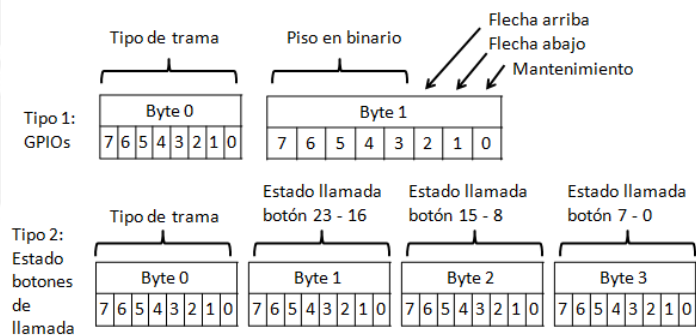 Flecha arriba
Tipo de trama Piso en binario Flecha abajo
Mantenimiento
Tipo 1: Byte 0 Byte 1
GPIOs 7 6 5 4 3 2 1 0 7 6 5 4 3 2 1 0
Estado llamada Estado llamada Estado llamada
Tipo de trama botón 23 - 16 botón 15 - 8 botón 7 - 0
Tipo 2:
Estado
botones Byte 0 Byte 1 Byte 2 Byte 3
de
llamada 7 6 5 4 3 2 1 0 7 6 5 4 3 2 1 0 7 6 5 4 3 2 1 0 7 6 5 4 3 2 1 0